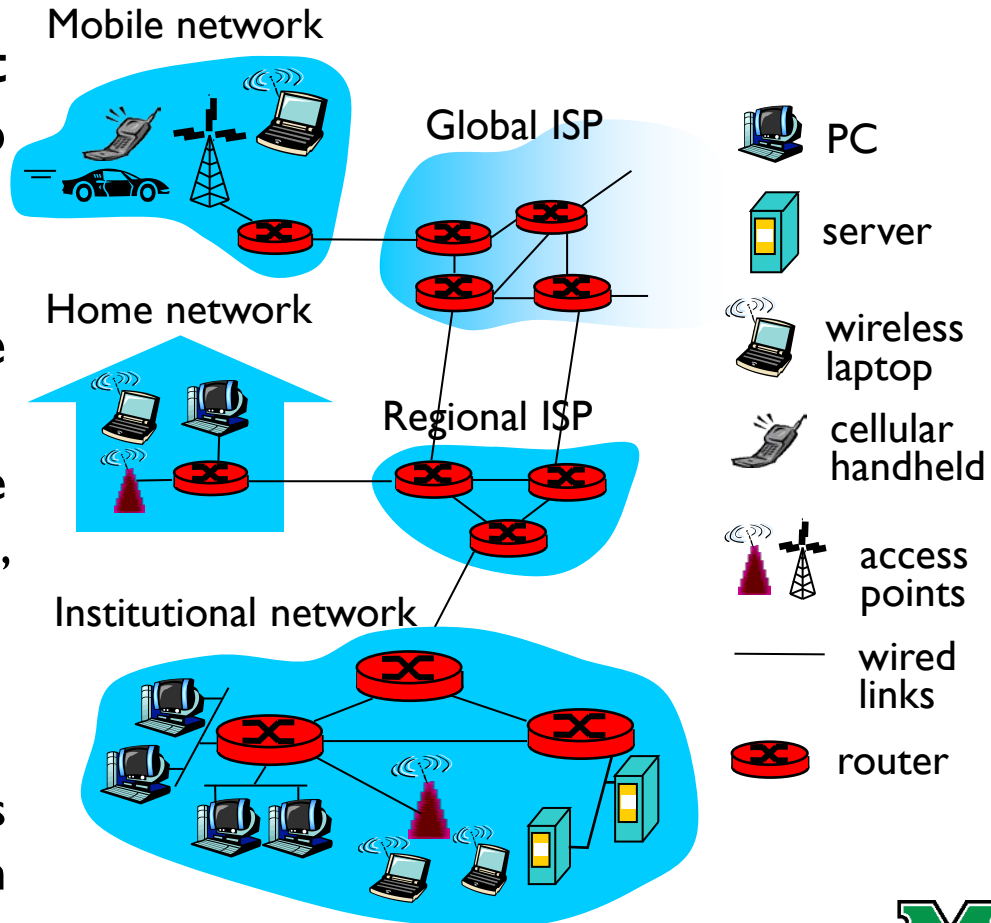 Mobile network
t
Global ISP
PC
server
Home network
wireless
laptop
e
Regional ISP
cellular
handheld
e
,
access
points
Institutional network
wired
links
router
s